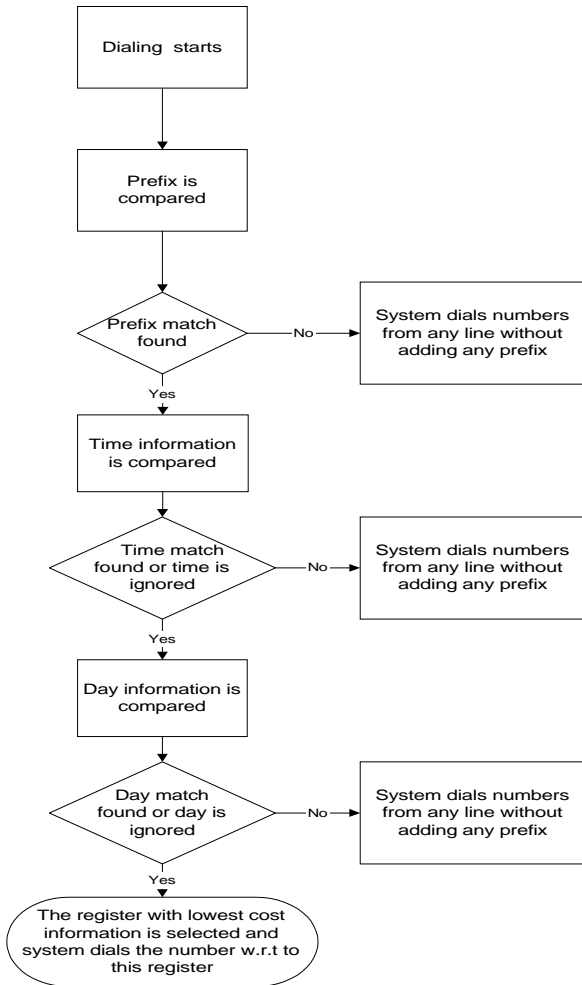 Dialing starts
Prefix is
compared
Prefix match
found
No
System dials numbers
from any line without
adding any prefix
Yes
Time information
is compared
Time match
found or time is
ignored
No
System dials numbers
from any line without
adding any prefix
Yes
Day information is
compared
Day match
found or day is
ignored
No
System dials numbers
from any line without
adding any prefix
Yes
The register with lowest cost
information is selected and
system dials the number w.r.t to
this register